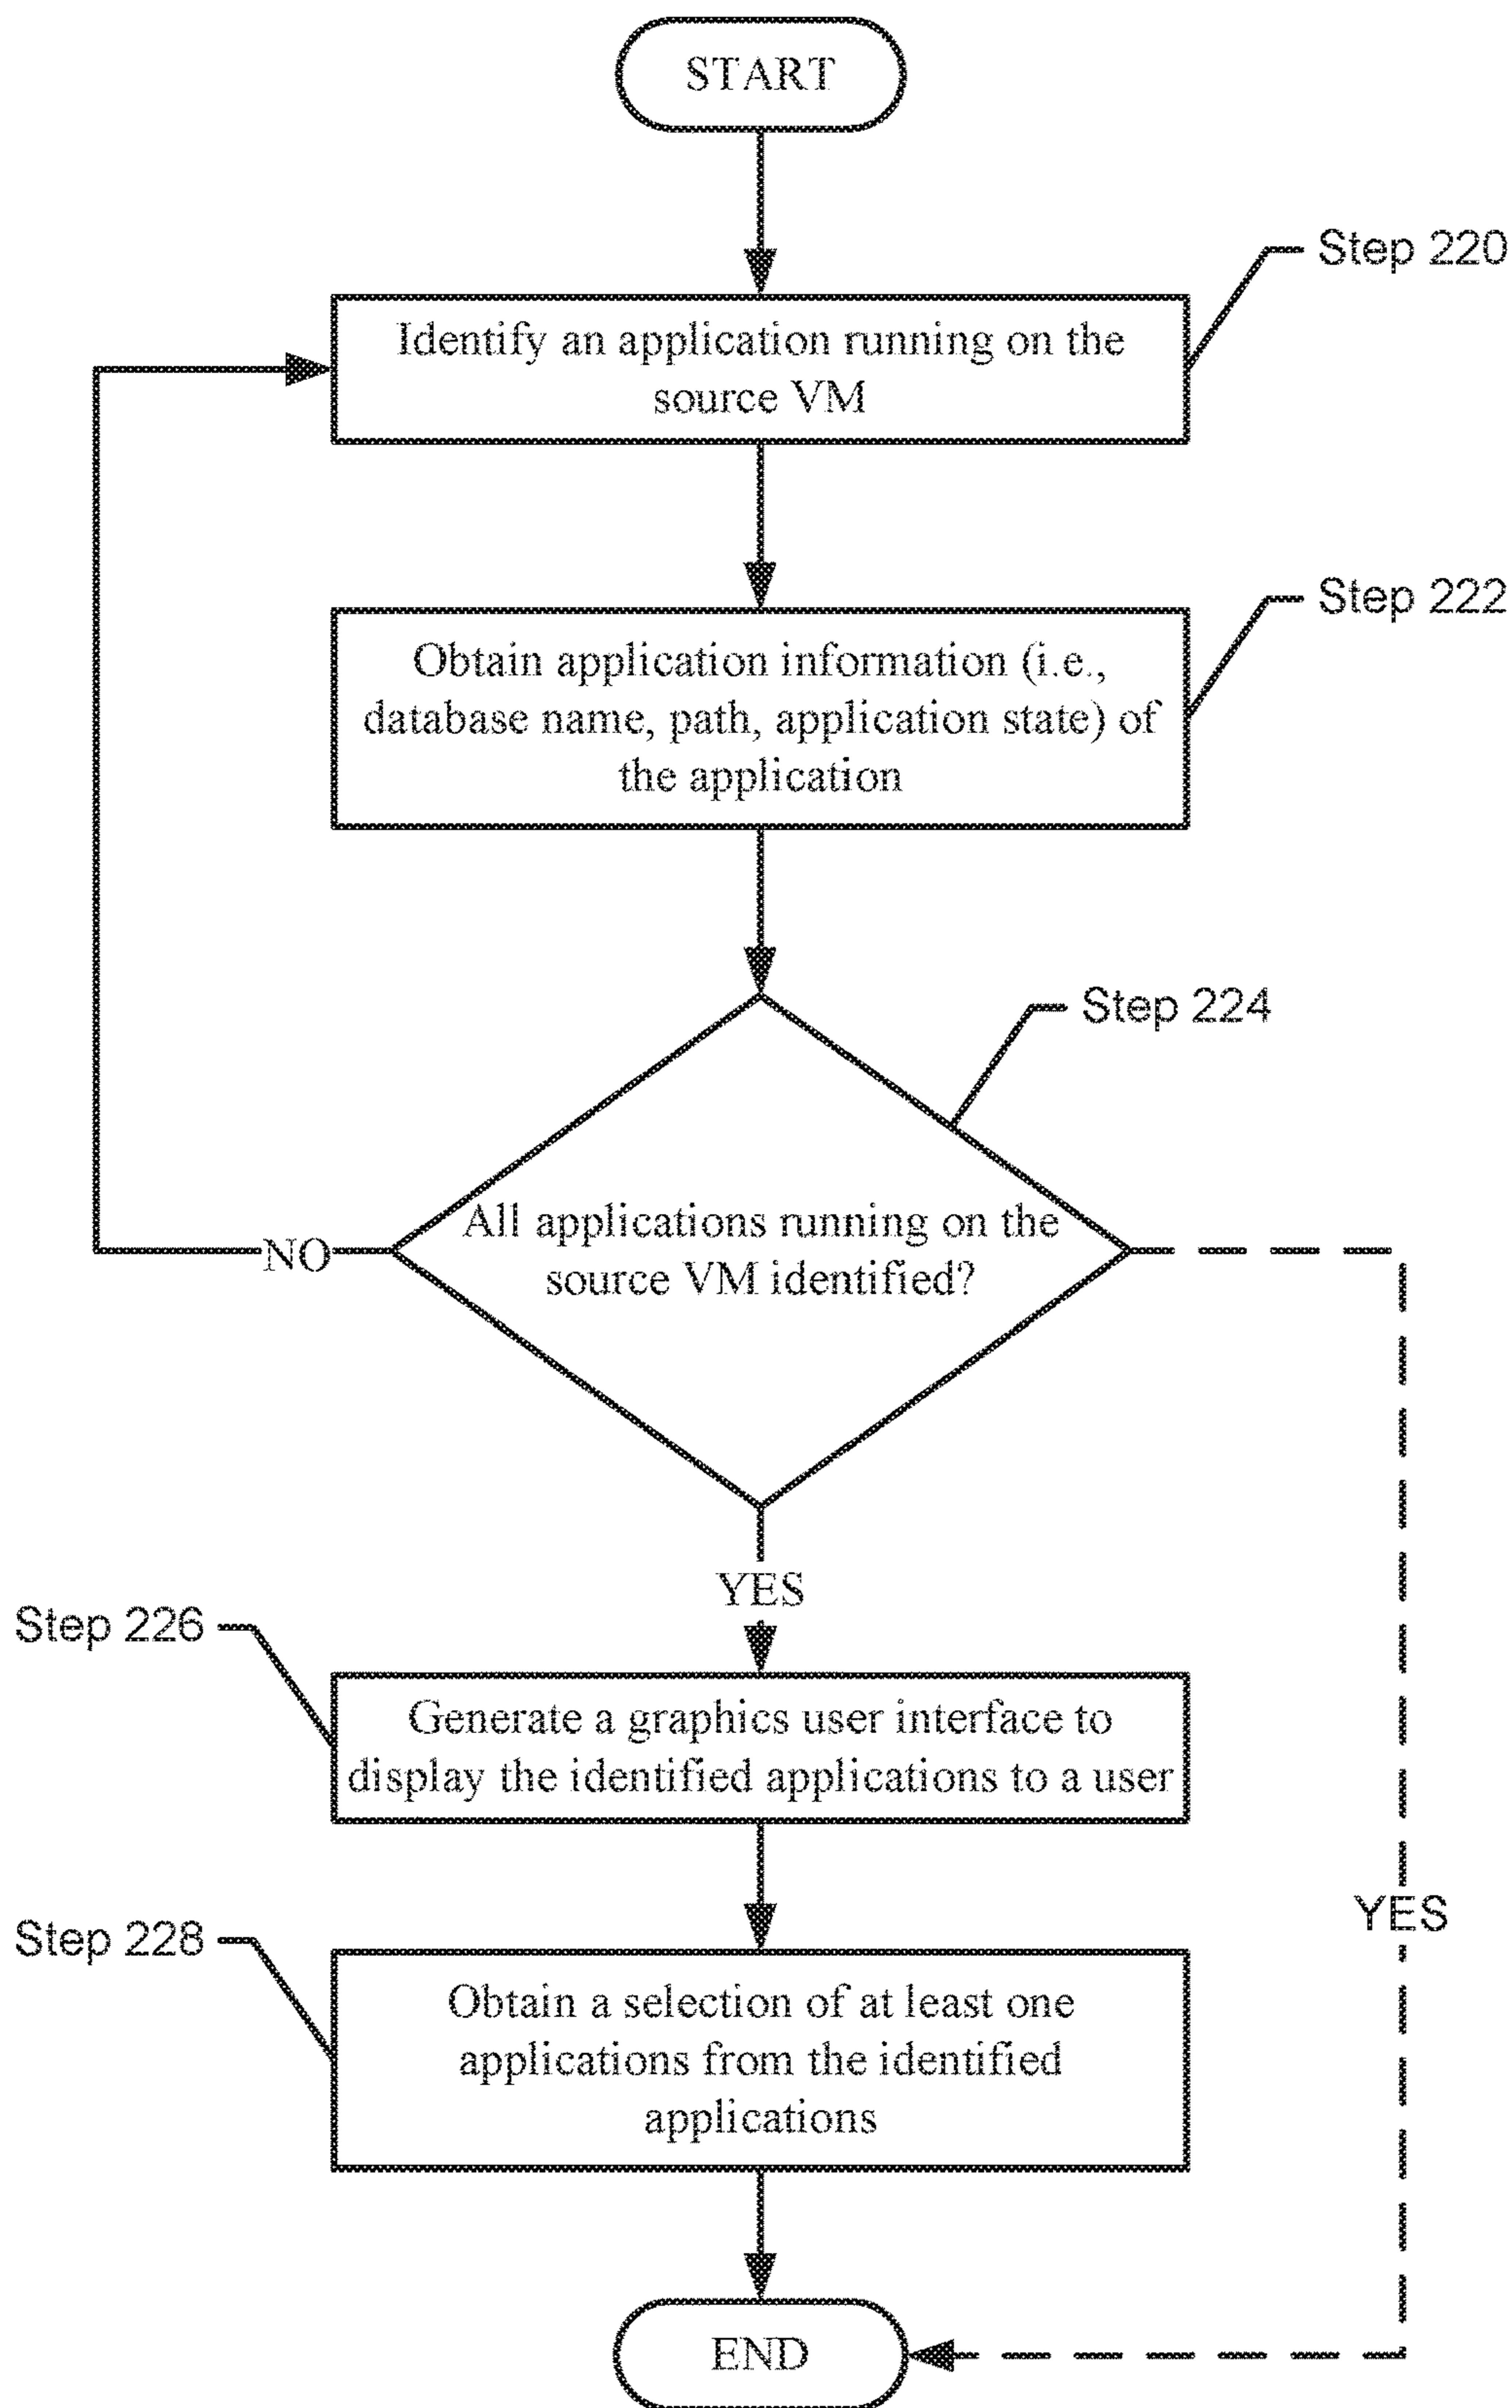 START
Step 220
Identify an application running on the
source VM
Step 222
Obtain application information (i.e.,
database name, path, application state) of
the application
Step 224
All applications running on the
source VM identified?
NO
YES
Step 226
Generate a graphics user interface to
display the identified applications to a user
YES
Step 228
Obtain a selection of at least one
applications from the identified
applications
END